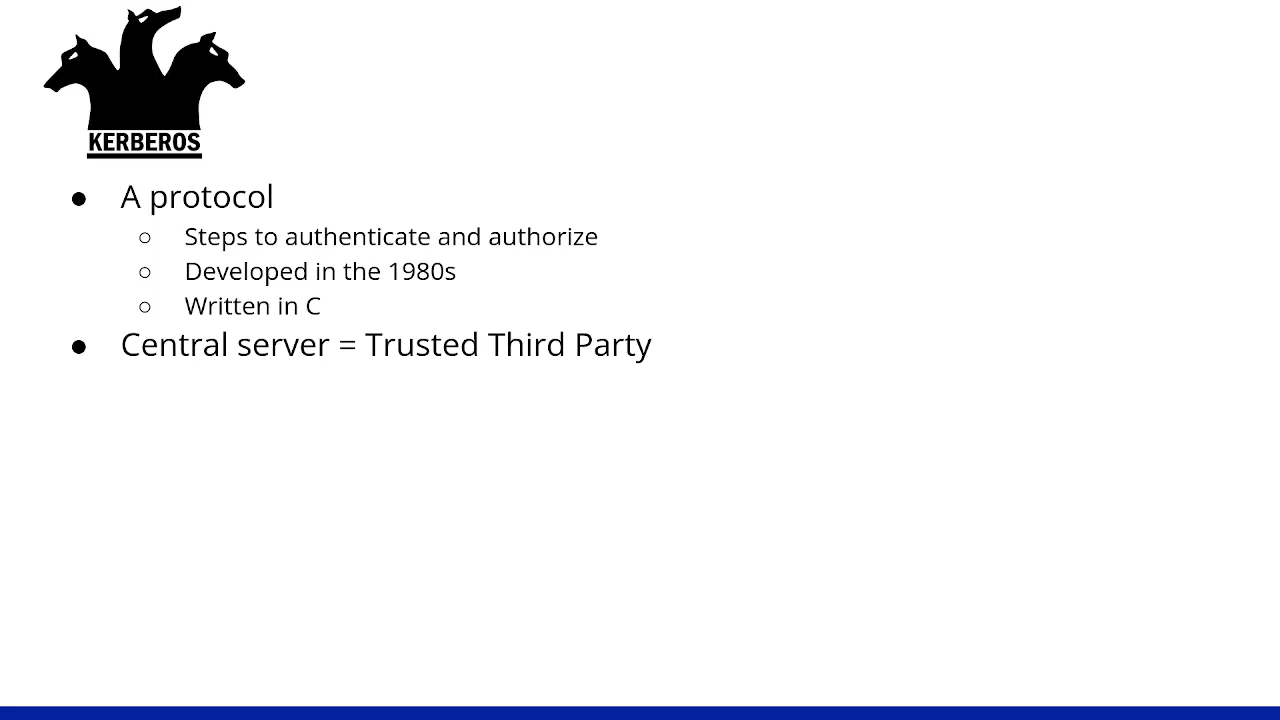 KERBEROS
● A protocol
○ Steps to authenticate and authorize
○ Developed in the 1980s
○ Written in C
● Central server = Trusted Third Party